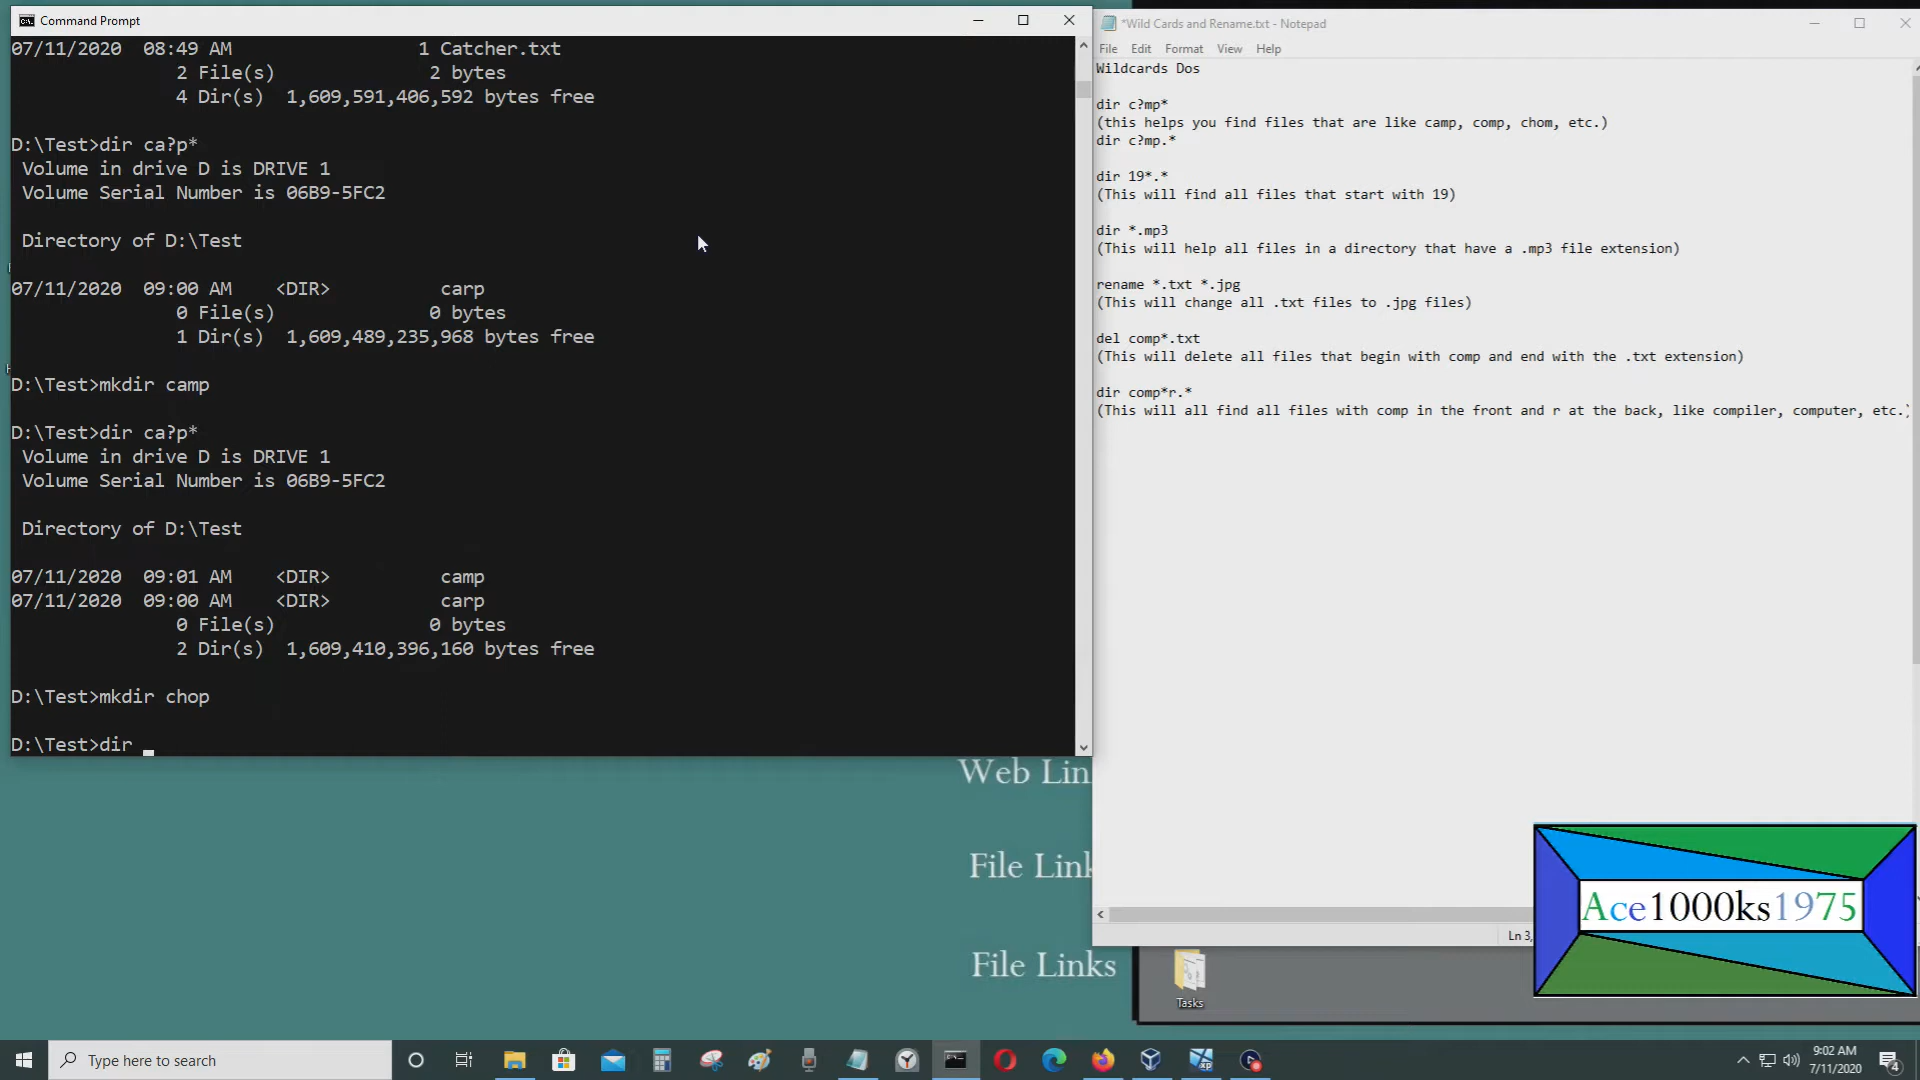 Command Prompt
07/11/2020  08:49 AM                 1 Catcher.txt
               2 File(s)              2 bytes
               4 Dir(s)  1,609,591,406,592 bytes free
D:\Test>dir ca?p*
 Volume in drive D is DRIVE 1
 Volume Serial Number is 06B9-5FC2
 Directory of D:\Test
07/11/2020  09:00 AM    <DIR>          carp
               0 File(s)              0 bytes
               1 Dir(s)  1,609,489,235,968 bytes free
D:\Test>mkdir camp
D:\Test>dir ca?p*
 Volume in drive D is DRIVE 1
 Volume Serial Number is 06B9-5FC2
 Directory of D:\Test
07/11/2020  09:01 AM    <DIR>          camp
07/11/2020  09:00 AM    <DIR>          carp
               0 File(s)              0 bytes
               2 Dir(s)  1,609,410,396,160 bytes free
D:\Test>mkdir chop
D:\Test>dir
*Wild Cards and Rename.txt - Notepad
File Edit Format View Help
Wildcards Dos
dir c?mp*
(this helps you find files that are like camp, comp, chom, etc.)
dir c?mp.*
dir 19*.*
(This will find all files that start with 19)
dir *.mp3
(This will help all files in a directory that have a .mp3 file extension)
rename *.txt *.jpg
(This will change all .txt files to .jpg files)
del comp*.txt
(This will delete all files that begin with comp and end with the .txt extension)
dir comp*r.*
(This will all find all files with comp in the front and r at the back, like compiler, computer, etc.)
Ln 3,
Web Lin
File Link
File Links
Tasks
Ace1000ks1975
Type here to search
9:02 AM
7/11/2020
4